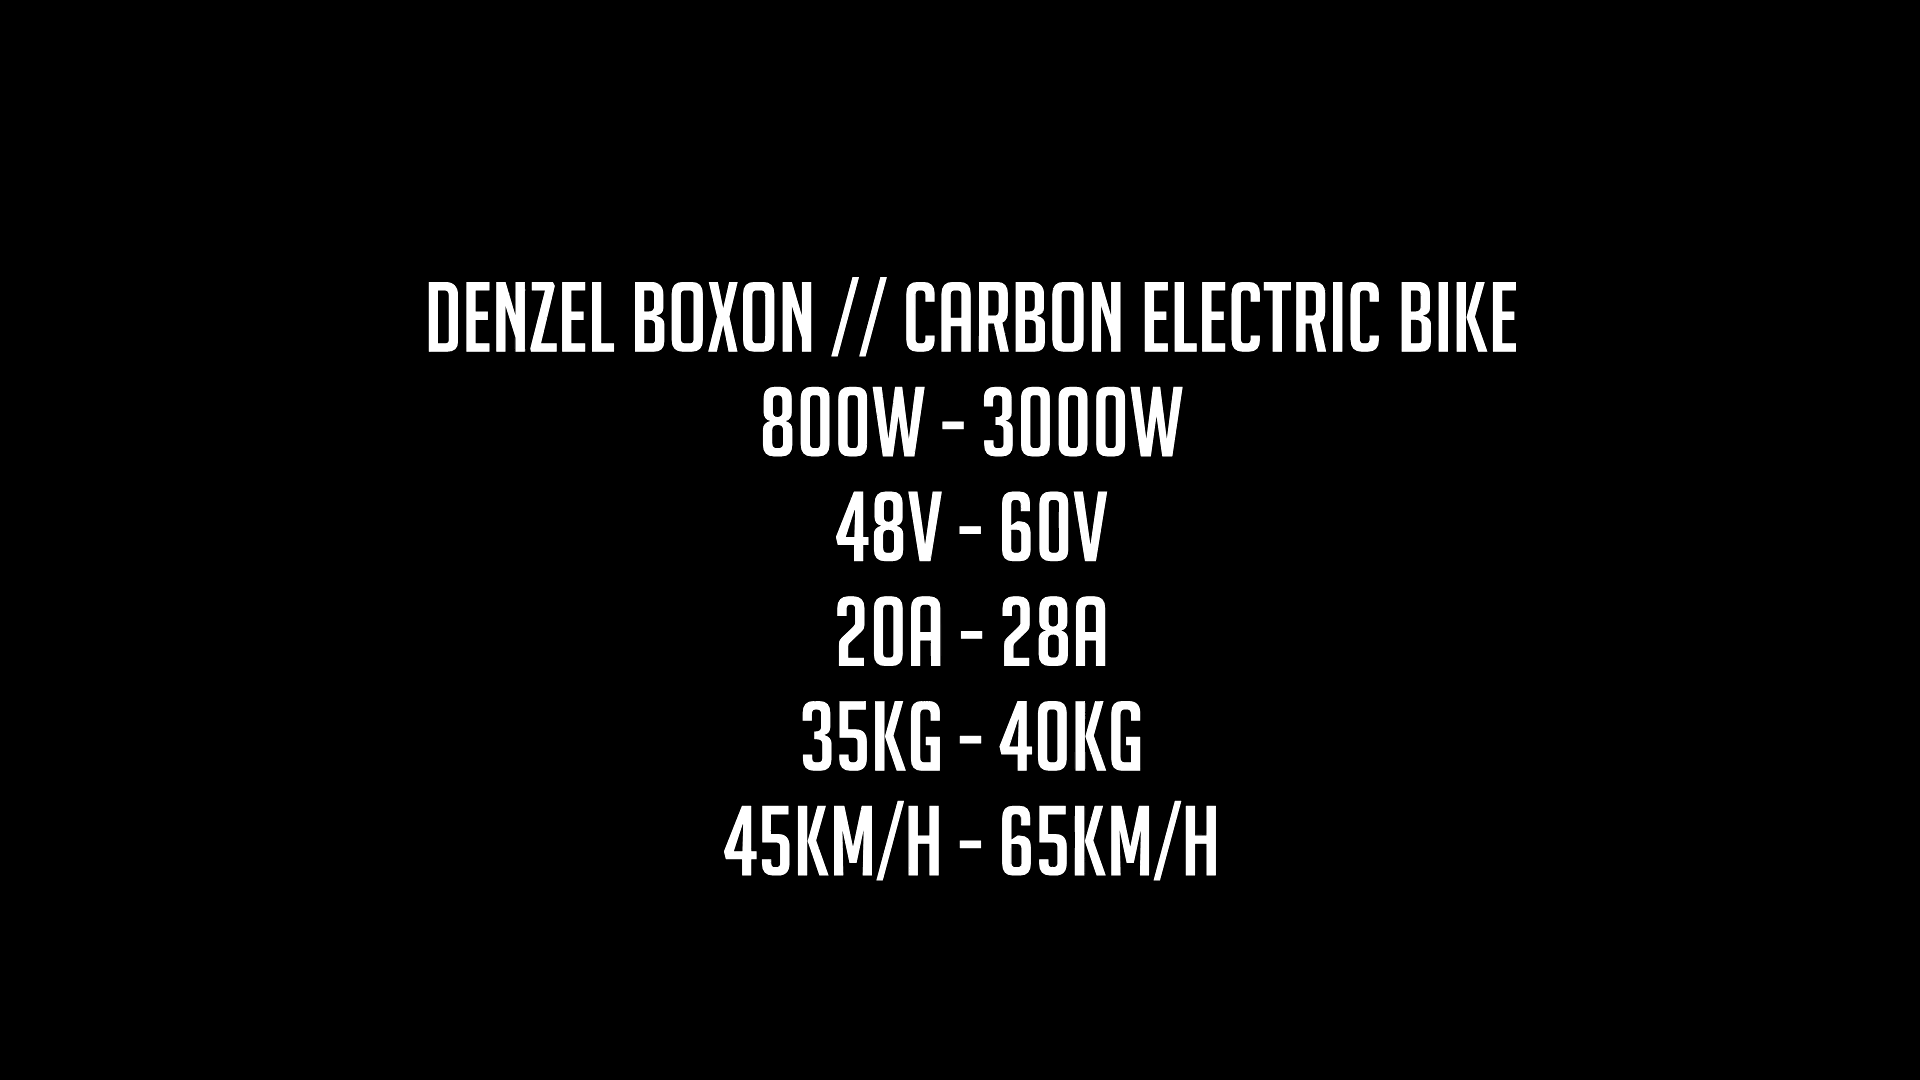 DENZEL BOXON // CARBON ELECTRIC BIKE
800W - 3000W
48V - 60V
20A - 28A
35KG - 40KG
45KM/H - 65KM/H